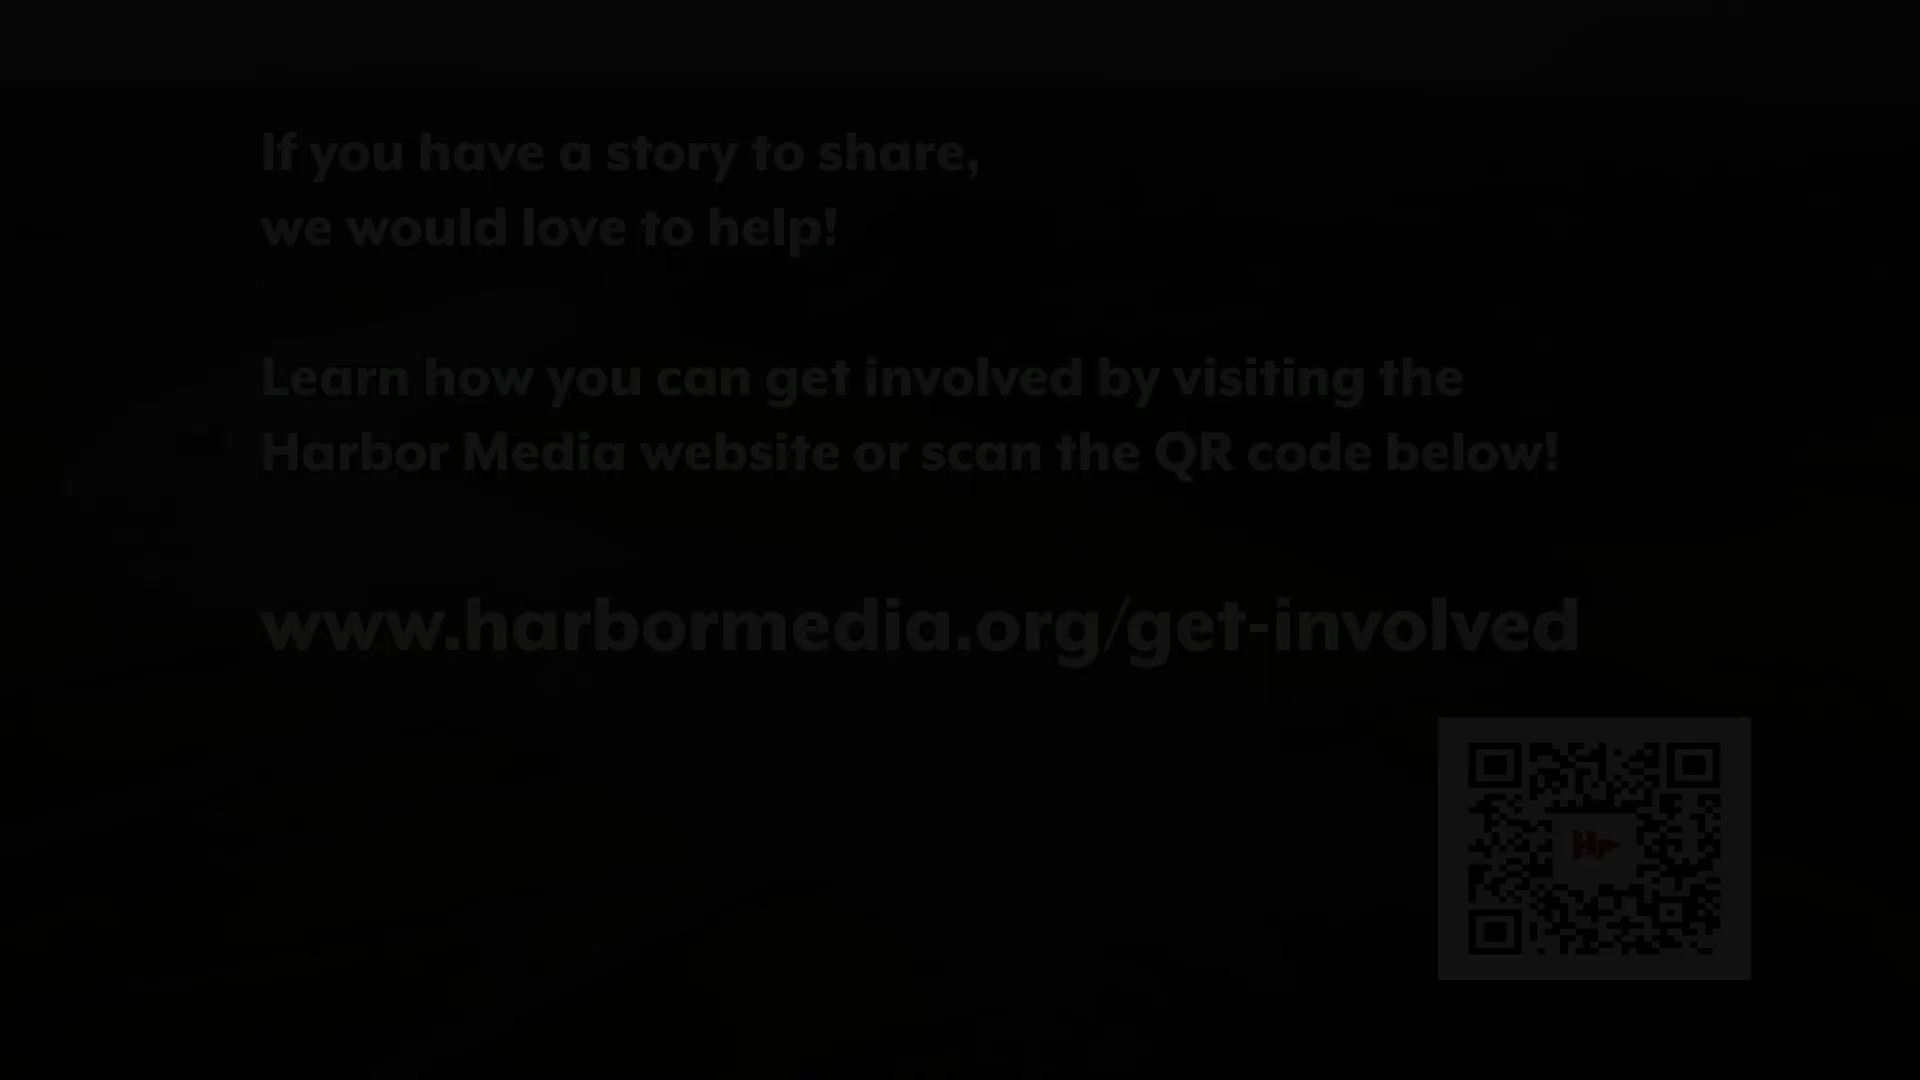 If you have a story to share,
we would love to help!
Learn how you can get involved by visiting the
Harbor Media website or scan the QR code below!
www.harbormedia.org/get-involved
H